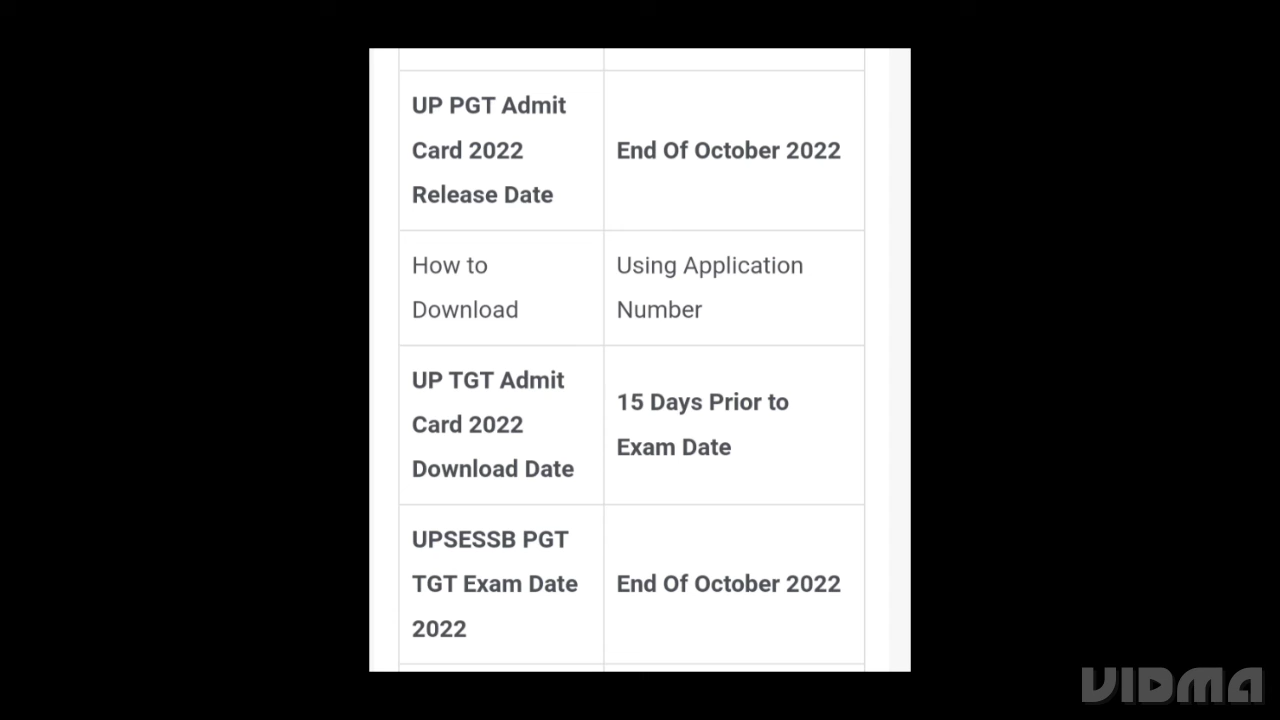 UP PGT Admit
Card 2022
Release Date
End Of October 2022
How to
Download
Using Application
Number
UP TGT Admit
Card 2022
Download Date
15 Days Prior to
Exam Date
UPSESSB PGT
TGT Exam Date
2022
End Of October 2022
VIDMA